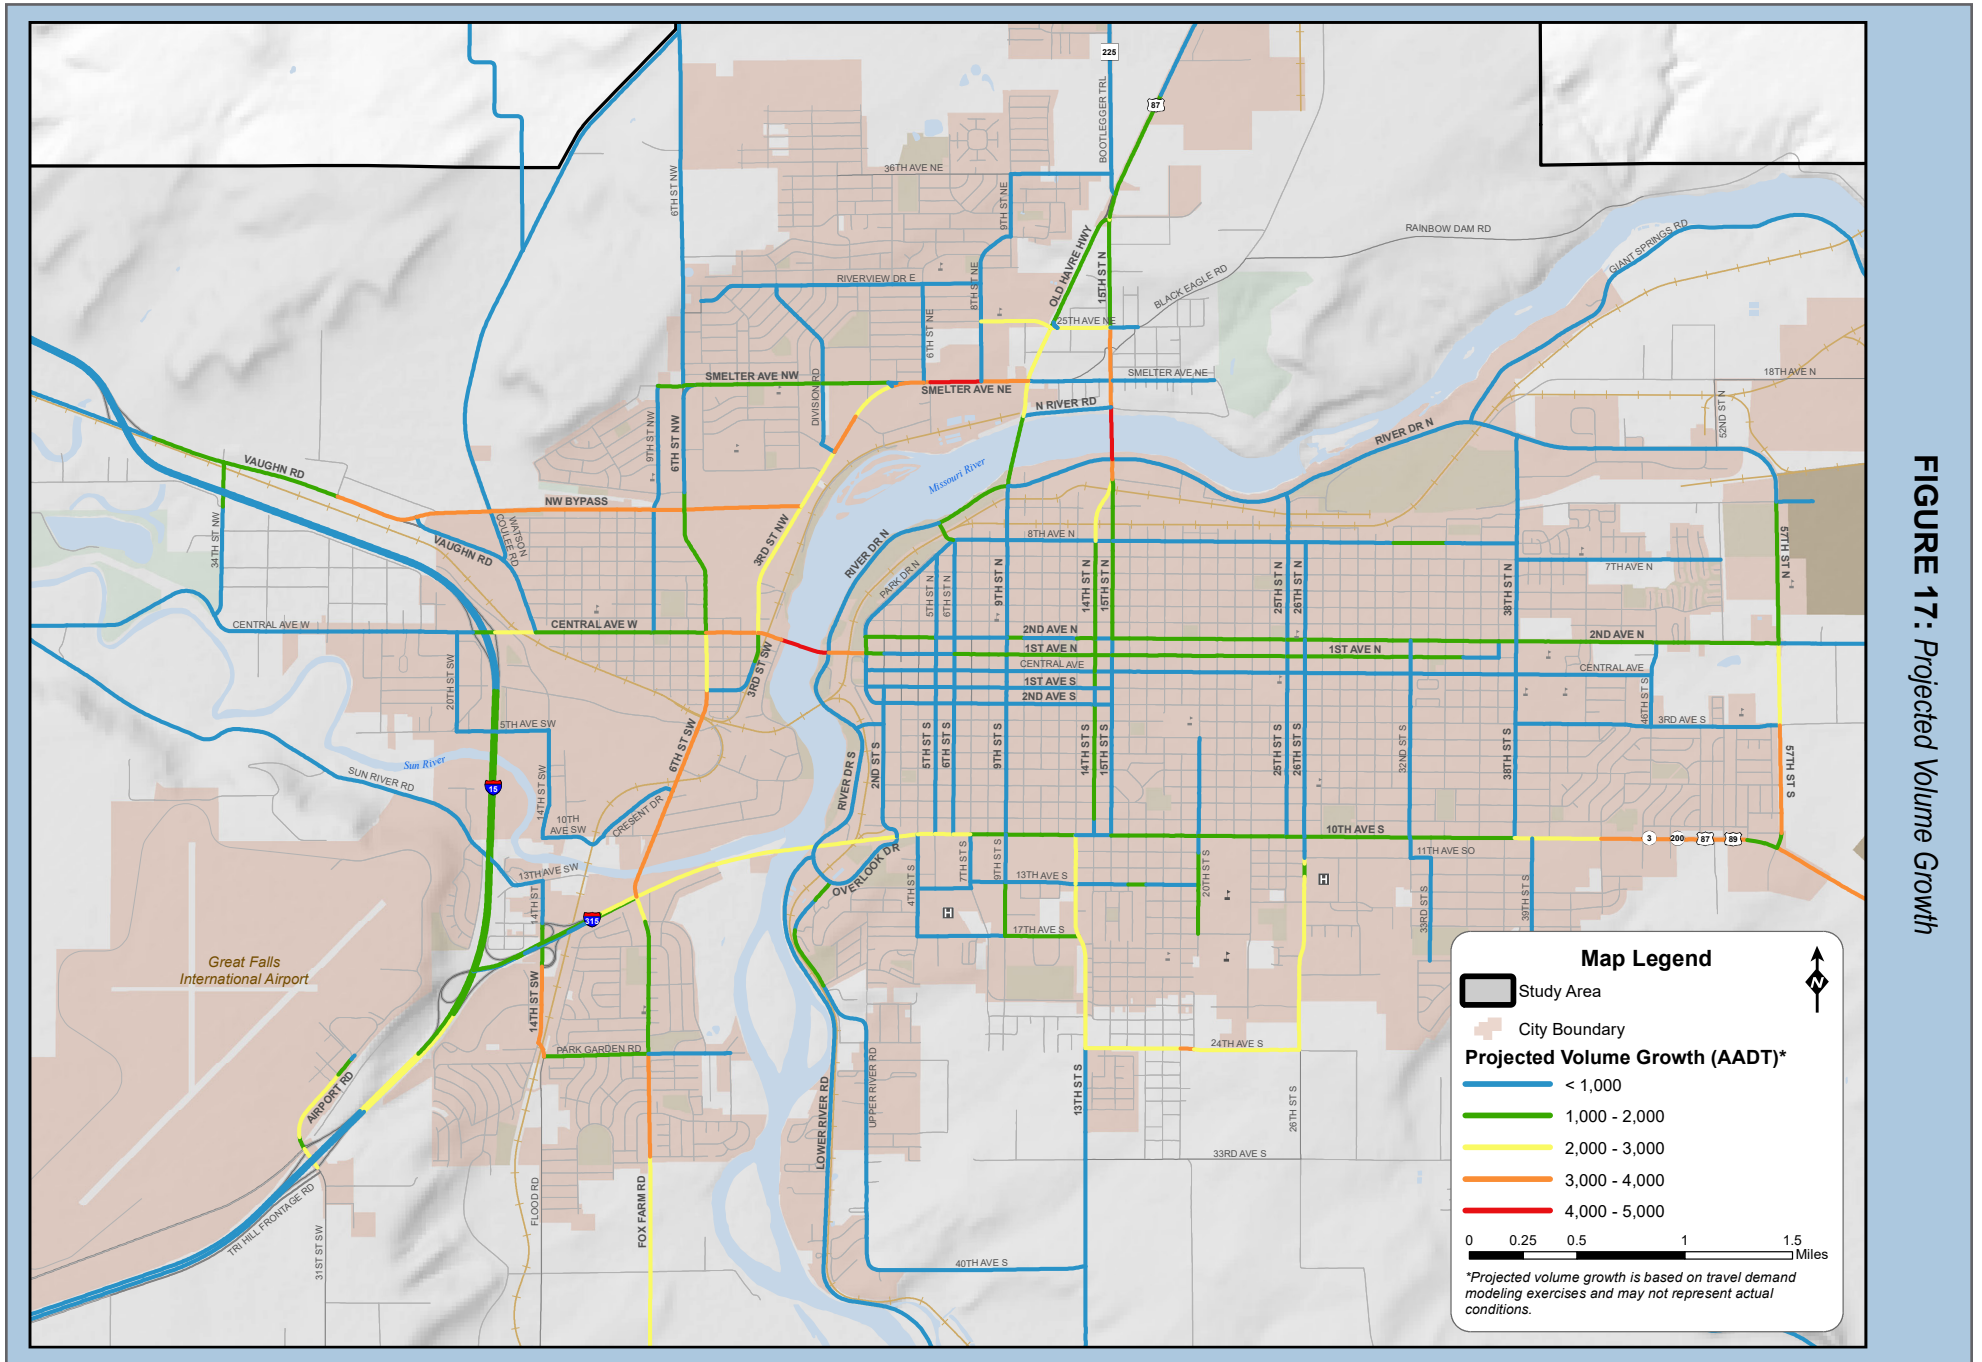 FIGURE 17: Projected Volume Growth
225
87
BOOTLEGGER TRL
36TH AVE NE
6TH ST NW
9TH ST NE
OLD HAVRE HWY
15TH ST N
RAINBOW DAM RD
GIANT SPRINGS RD
BLACK EAGLE RD
RIVERVIEW DR E
8TH ST NE
6TH ST NE
25TH AVE NE
SMELTER AVE NW
SMELTER AVE NE
SMELTER AVE NE
DIVISION RD
N RIVER RD
18TH AVE N
52ND ST N
RIVER DR N
9TH ST NW
6TH ST NW
Missouri River
VAUGHN RD
NW BYPASS
WATSON
COULEE RD
VAUGHN RD
34TH ST NW
3RD ST NW
RIVER DR N
PARK DR N
8TH AVE N
7TH AVE N
57TH ST N
5TH ST N
6TH ST N
9TH ST N
14TH ST N
15TH ST N
25TH ST N
26TH ST N
38TH ST N
CENTRAL AVE W
CENTRAL AVE W
2ND AVE N
2ND AVE N
1ST AVE N
1ST AVE N
CENTRAL AVE
CENTRAL AVE
1ST AVE S
2ND AVE S
20TH ST SW
3RD ST SW
46TH ST S
3RD AVE S
5TH AVE SW
6TH ST SW
Sun River
SUN RIVER RD
15
14TH ST SW
10TH
AVE SW
CRESENT DR
RIVER DR S
2ND ST S
5TH ST S
6TH ST S
9TH ST S
14TH ST S
15TH ST S
25TH ST S
26TH ST S
32ND ST S
38TH ST S
57TH ST S
10TH AVE S
3
200
87
89
11TH AVE SO
OVERLOOK DR
13TH AVE SW
14TH ST
315
4TH ST S
7TH ST S
9TH ST S
13TH AVE S
20TH ST S
H
H
33RD ST S
39TH ST S
17TH AVE S
Great Falls
International Airport
14TH ST SW
PARK GARDEN RD
24TH AVE S
AIRPORT RD
UPPER RIVER RD
LOWER RIVER RD
13TH ST S
26TH ST S
33RD AVE S
TRI HILL FRONTAGE RD
31ST ST SW
FLOOD RD
FOX FARM RD
40TH AVE S
Map Legend
N
Study Area
City Boundary
Projected Volume Growth (AADT)*
< 1,000
1,000 - 2,000
2,000 - 3,000
3,000 - 4,000
4,000 - 5,000
0 0.25 0.5 1 1.5
Miles
*Projected volume growth is based on travel demand
modeling exercises and may not represent actual
conditions.